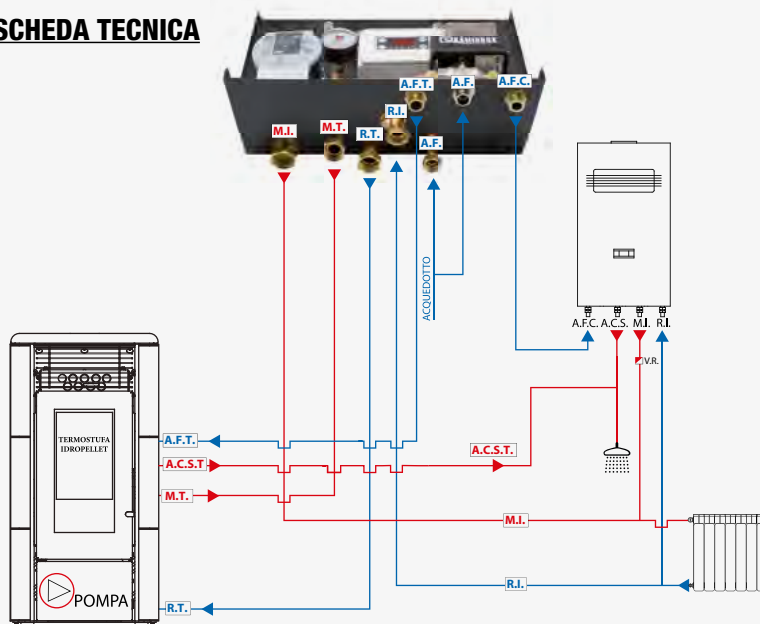 SCHEDA TECNICA
A.F.T.
A.F.
A.F.C.
R.I.
M.I.
M.T.
R.T.
A.F.
ACQUEDOTTO
A.F.C.
A.C.S.
M.I.
R.I.
V.R.
TERMOSTUFA
IDROPELLET
A.F.T.
A.C.S.T
A.C.S.T.
M.T.
M.I.
R.I.
POMPA
R.T.